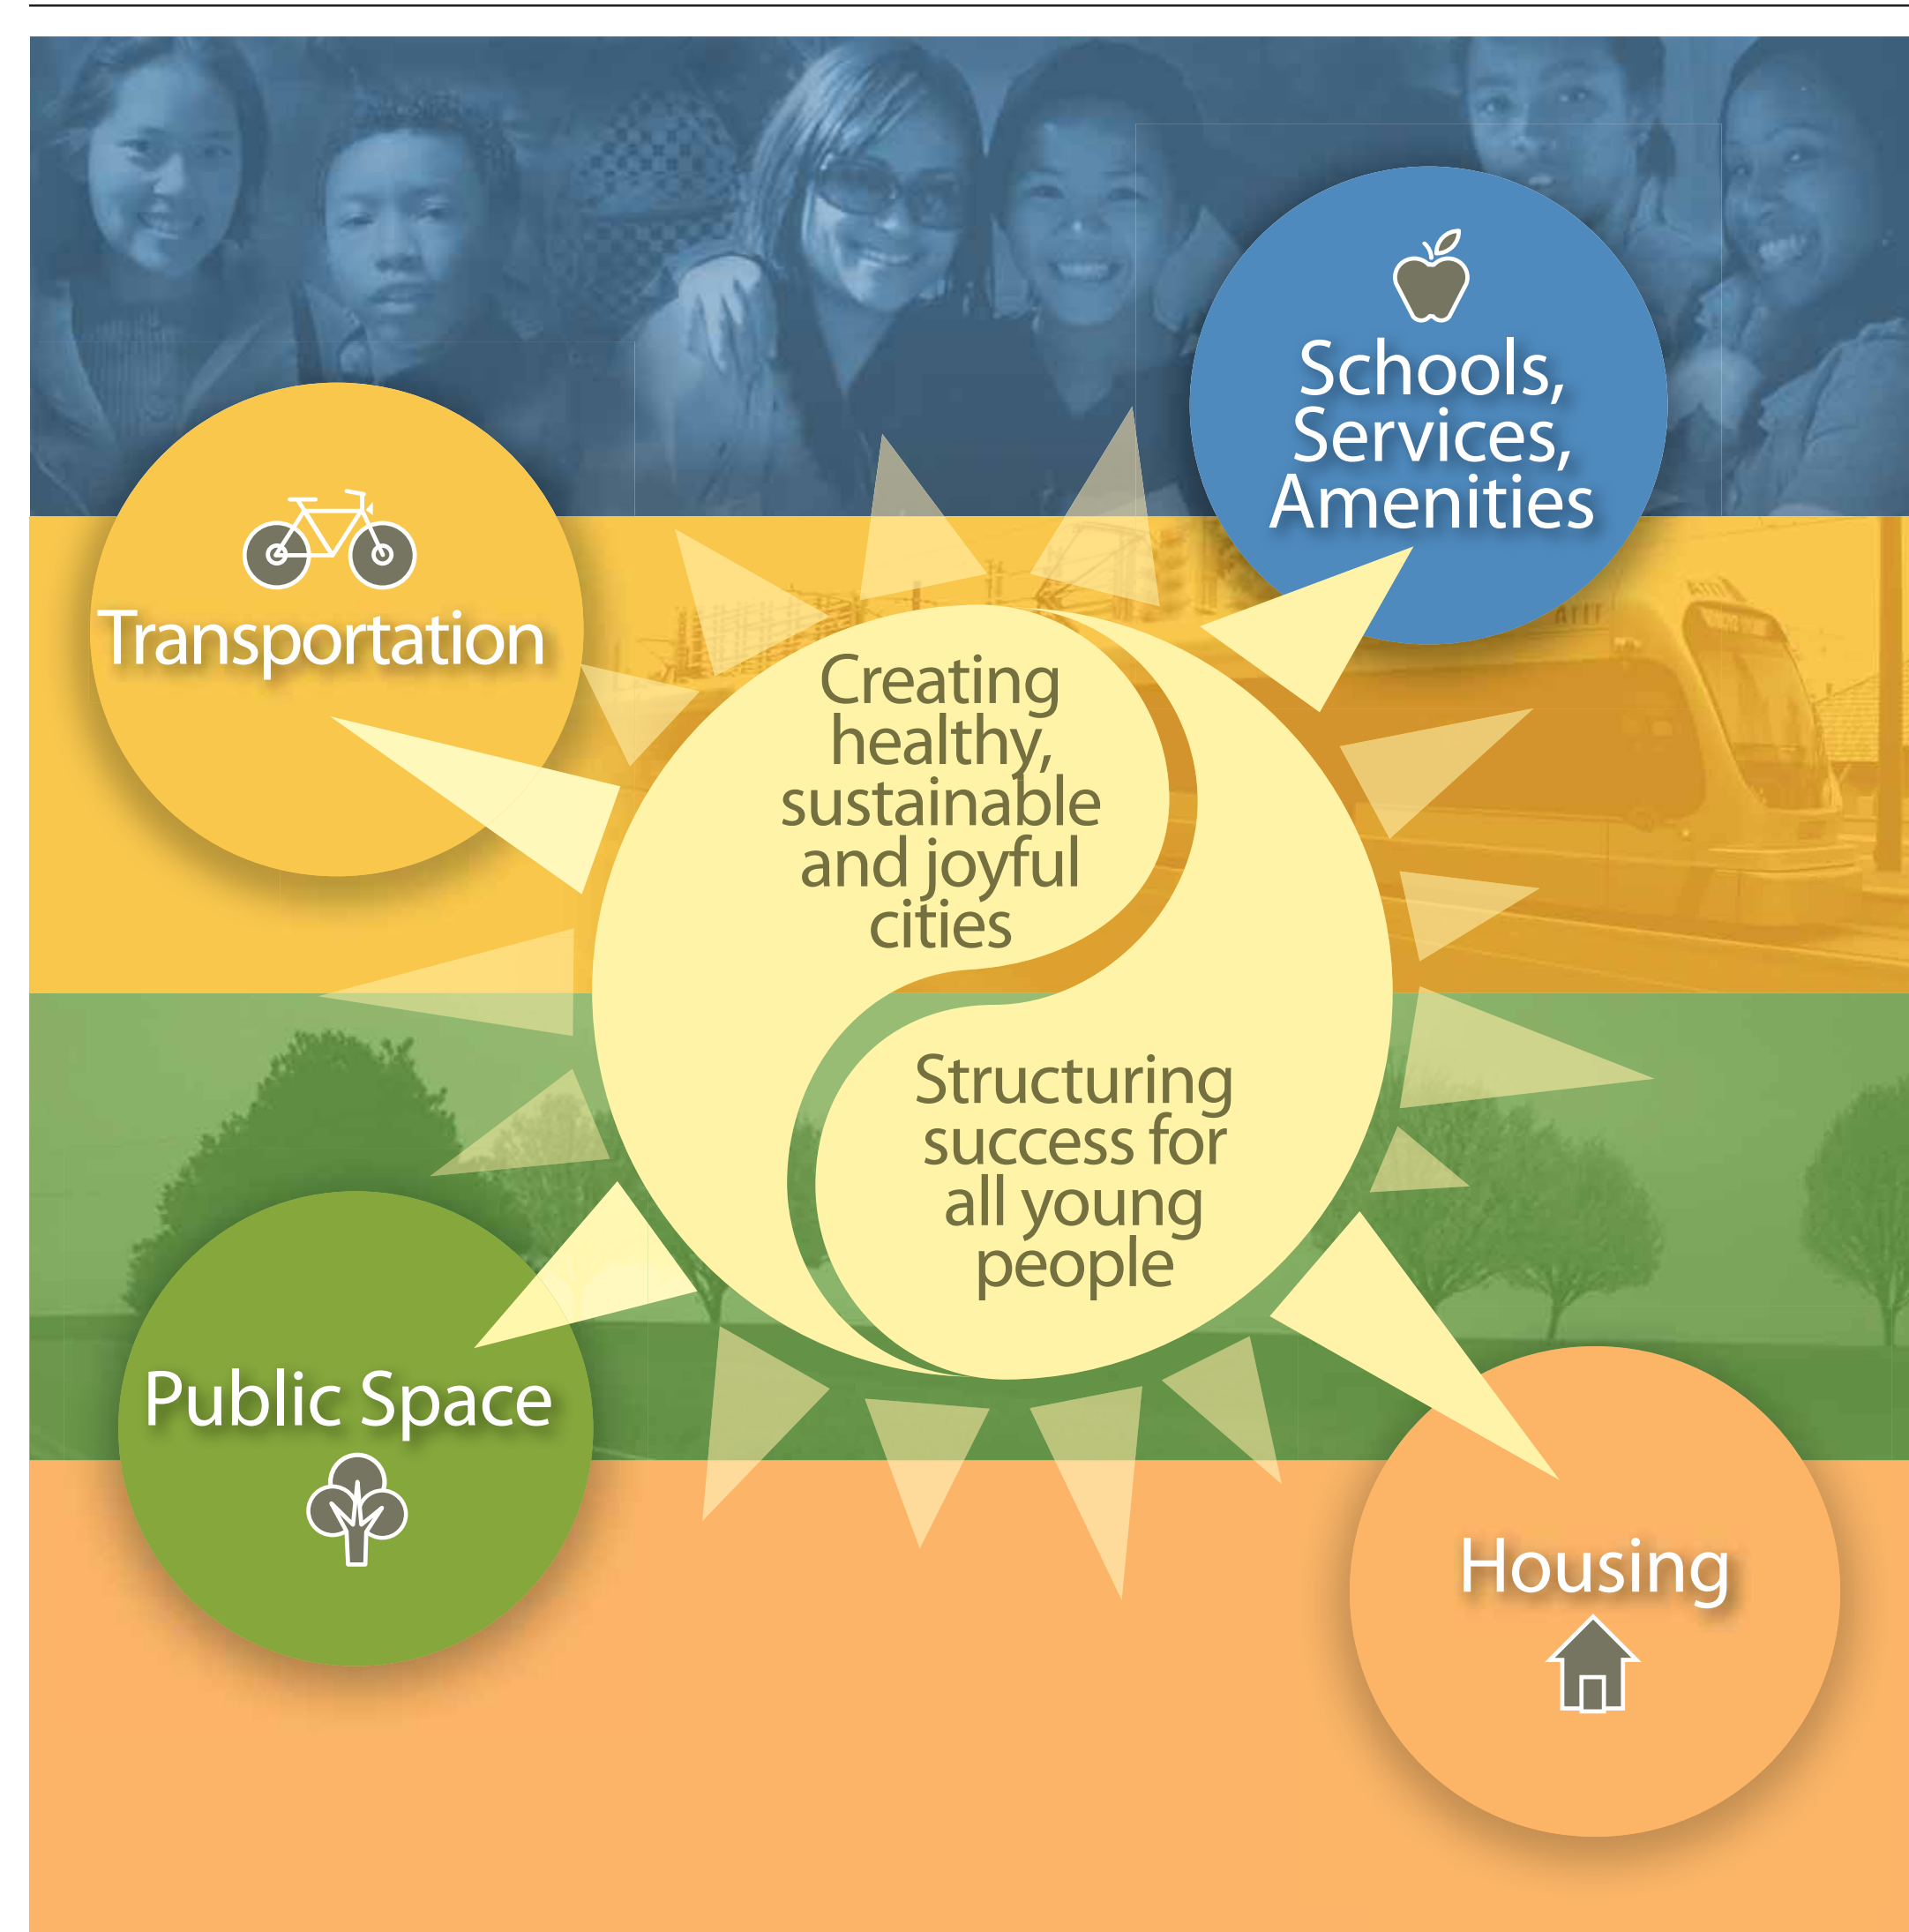 Schools,
Services,
Amenities
Transportation
Creating
healthy,
sustainable
and joyful
cities
Structuring
success for
all young
people
Public Space
Housing